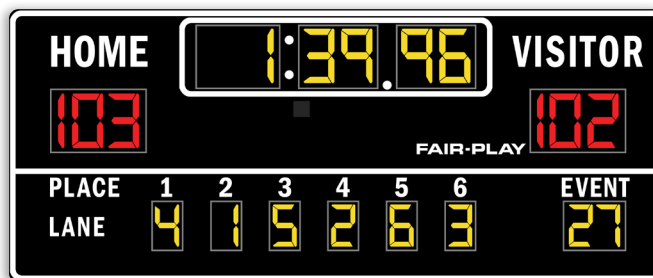 HOME 1:39.96 VISITOR
103 102
FAIR-PLAY
PLACE 1 2 3 4 5 6 EVENT
LANE 4 1 5 2 6 3 27